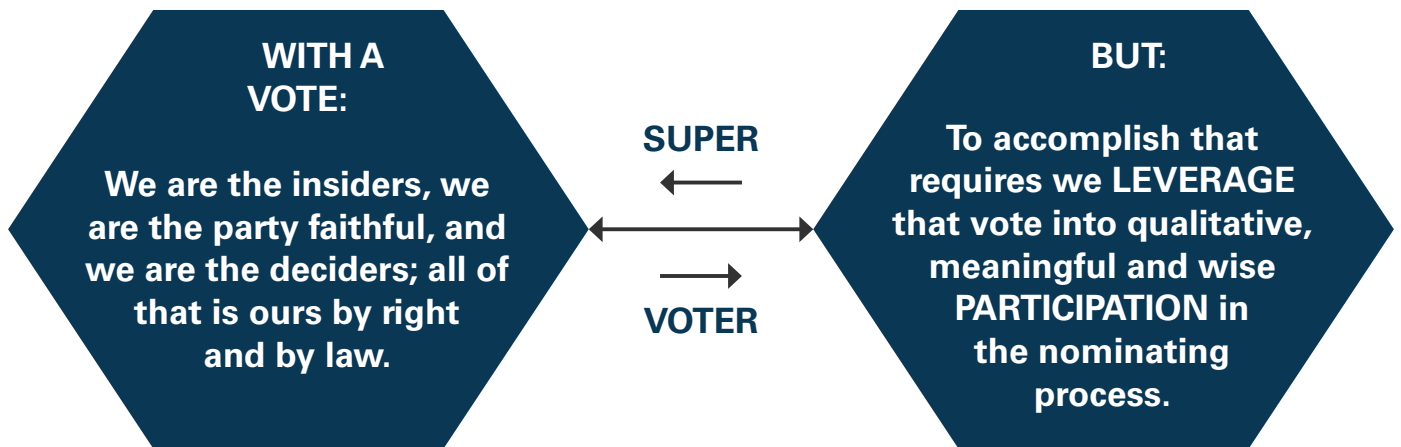 WITH A
VOTE:
We are the insiders, we
are the party faithful, and
we are the deciders; all of
that is ours by right
and by law.
SUPER
VOTER
BUT:
To accomplish that
requires we LEVERAGE
that vote into qualitative,
meaningful and wise
PARTICIPATION in
the nominating
process.